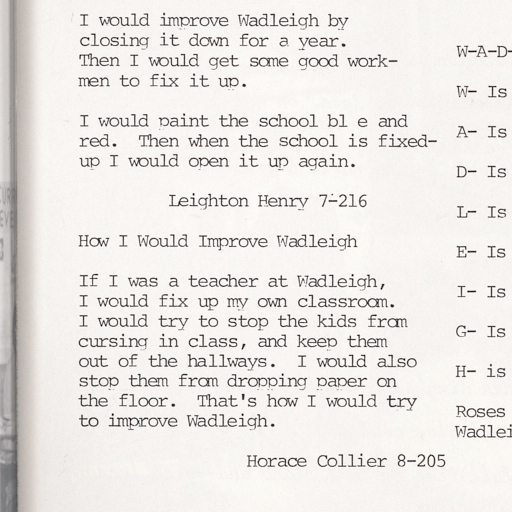 I would improve Wadleigh by
closing it down for a year.
Then I would get some good work-
men to fix it up.
I would paint the school bl e and
red. Then when the school is fixed-
up I would open it up again.
Leighton Henry 7-216
How I Would Improve Wadleigh
If I was a teacher at Wadleigh,
I would fix up my own classroom.
I would try to stop the kids from
cursing in class, and keep them
out of the hallways. I would also
stop them from dropping paper on
the floor. That's how I would try
to improve Wadleigh.
Horace Collier 8-205
W-A-D-
W- Is
A- Is
D- Is
L- Is
E- Is
I- Is
G- Is
H- is
Roses
Wadlei